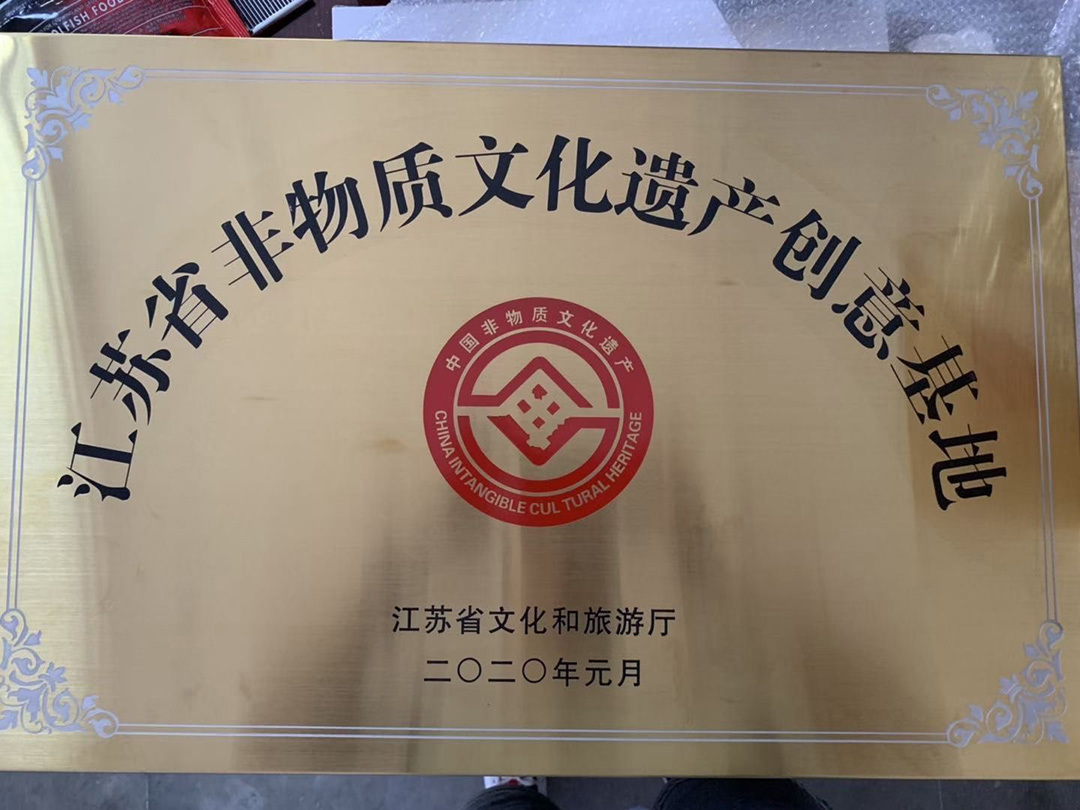 FISH FOOD
江苏省非物质文化遗产创意基地
中国非物质文化遗产
CHINA INTANGIBLE CULTURAL HERITAGE
江苏省文化和旅游厅
二〇二〇年元月